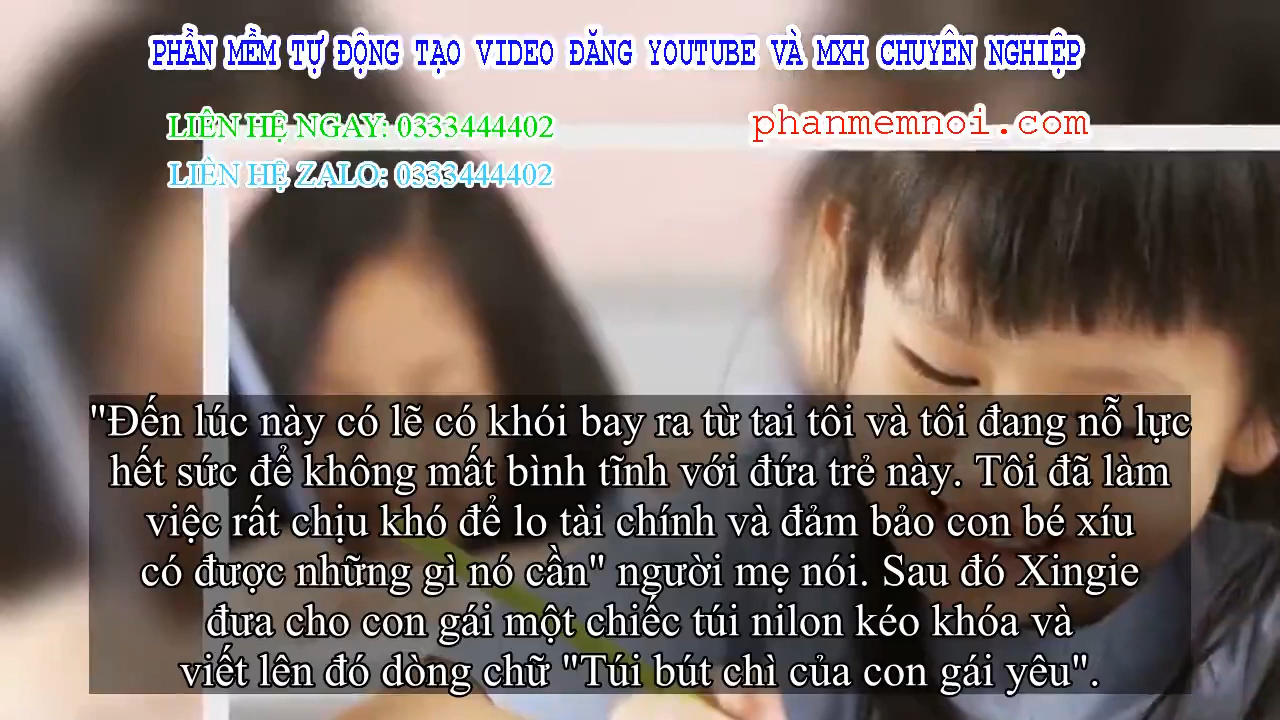 PHẦN MỀM TỰ ĐỘNG TẠO VIDEO ĐĂNG YOUTUBE VÀ MXH CHUYÊN NGHIỆP
LIÊN HỆ NGAY: 0333444402
phanmemnoi.com
LIÊN HỆ ZALO: 0333444402
"Đến lúc này có lẽ có khói bay ra từ tai tôi và tôi đang nỗ lực
hết sức để không mất bình tĩnh với đứa trẻ này. Tôi đã làm
việc rất chịu khó để lo tài chính và đảm bảo con bé xíu
có được những gì nó cần" người mẹ nói. Sau đó Xingie
đưa cho con gái một chiếc túi nilon kéo khóa và
viết lên đó dòng chữ "Túi bút chì của con gái yêu".